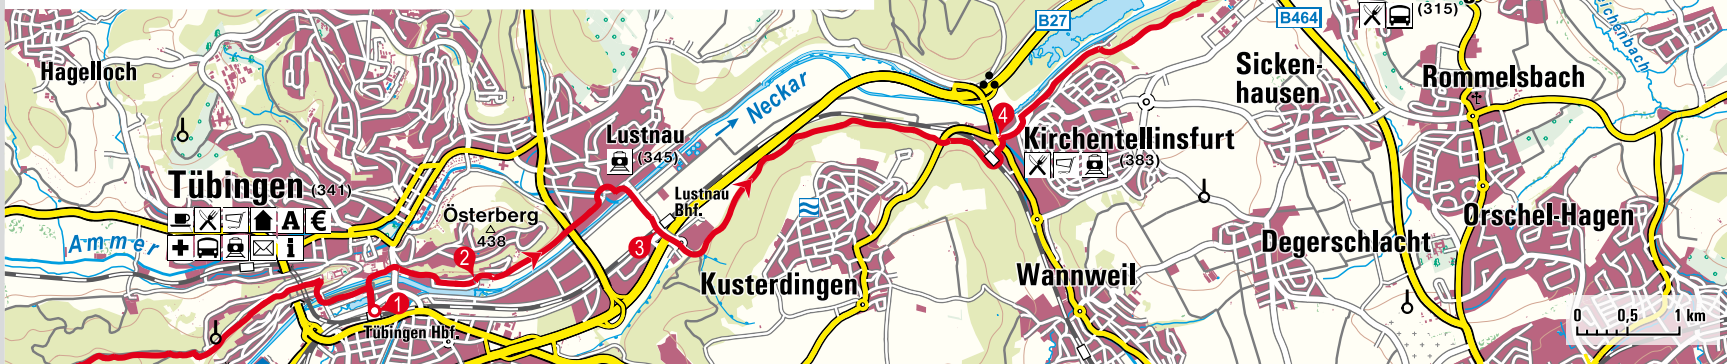 B27
B464
(315)
Hagelloch
Neckar
Sicken-
hausen
Rommelsbach
4
Lustnau
(345)
Kirchentellinsfurt
(383)
Tübingen (341)
A €
i
Lustnau
Bhf.
Österberg
438
Orschel-Hagen
Ammer
2
3
Degerschlacht
Kusterdingen
Wannweil
1
Tübingen Hbf.
0 0,5 1 km